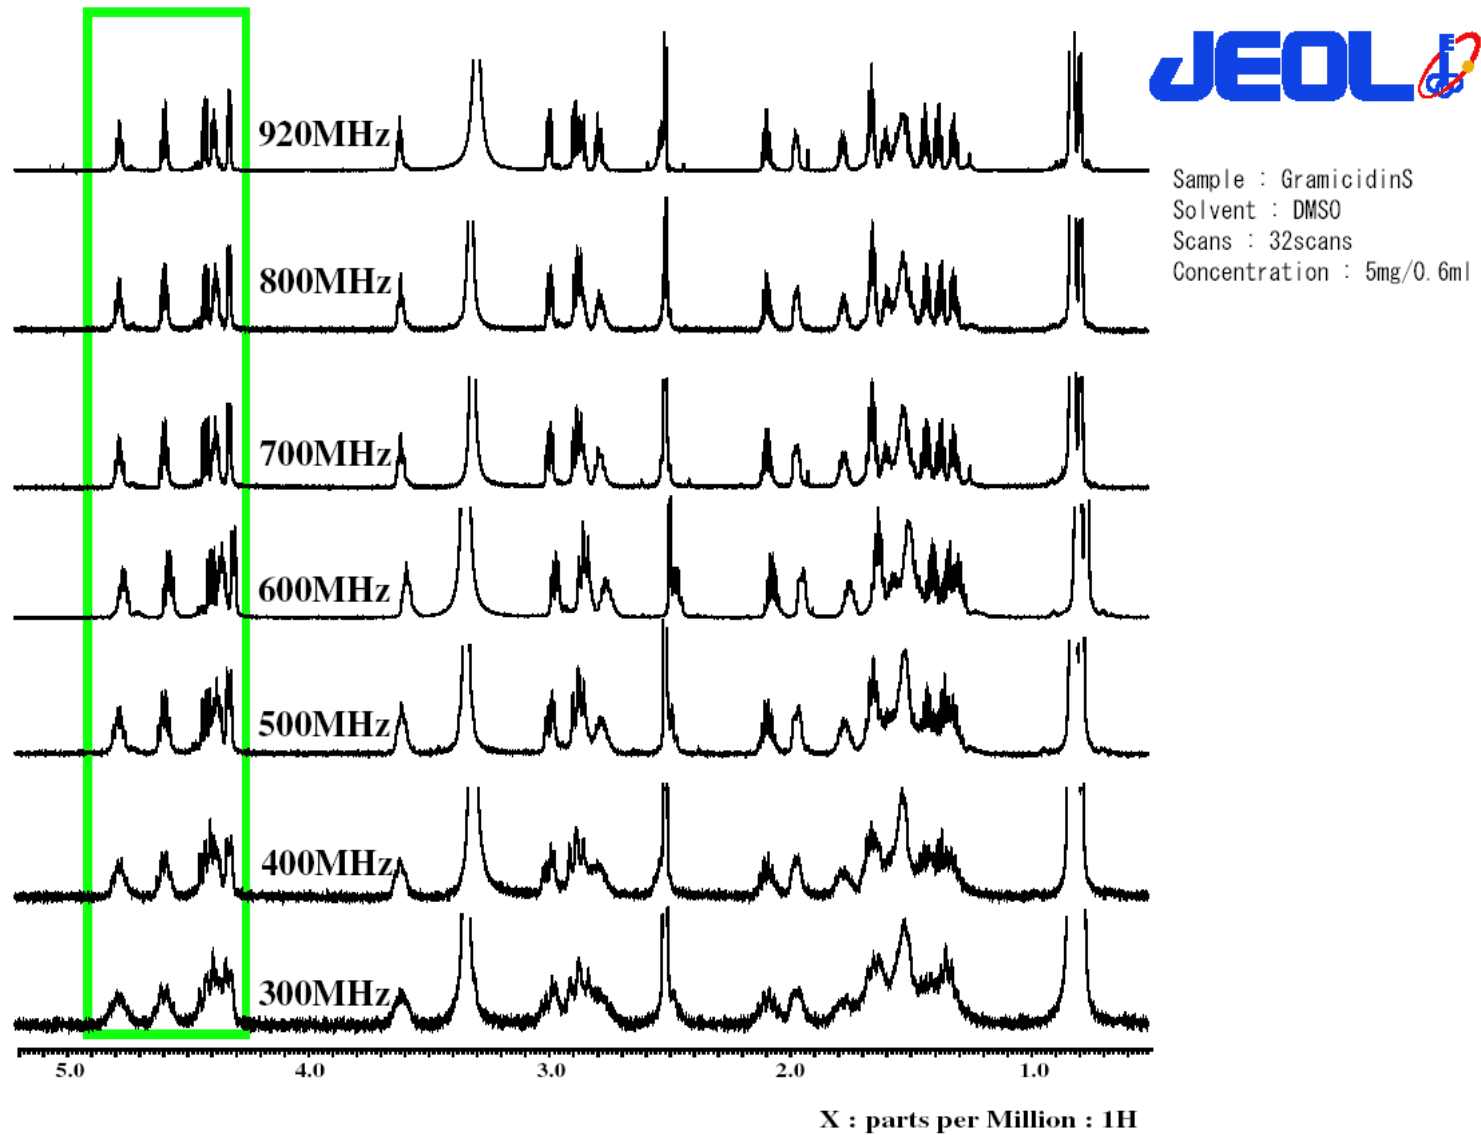 JEOL
920MHz
Sample : GramicidinS
Solvent : DMSO
Scans : 32scans
Concentration : 5mg/0.6ml
800MHz
700MHz
600MHz
500MHz
400MHz
300MHz
5.0 4.0 3.0 2.0 1.0
X : parts per Million : 1H